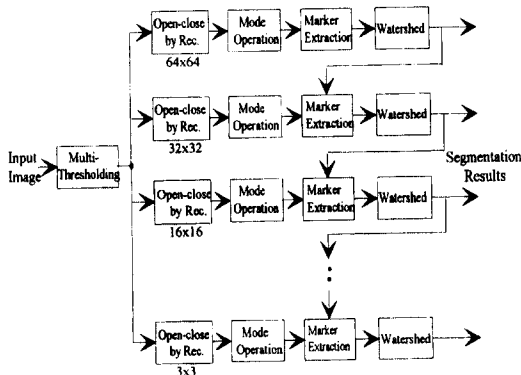 Open-close
by Rec.
64x64
Mode
Operation
Marker
Extraction
Watershed
Open-close
by Rec.
32x32
Mode
Operation
Marker
Extraction
Watershed
Input
Image
Multi-
Thresholding
Segmentation
Results
Open-close
by Rec.
16x16
Mode
Operation
Marker
Extraction
Watershed
Open-close
by Rec.
3x3
Mode
Operation
Marker
Extraction
Watershed